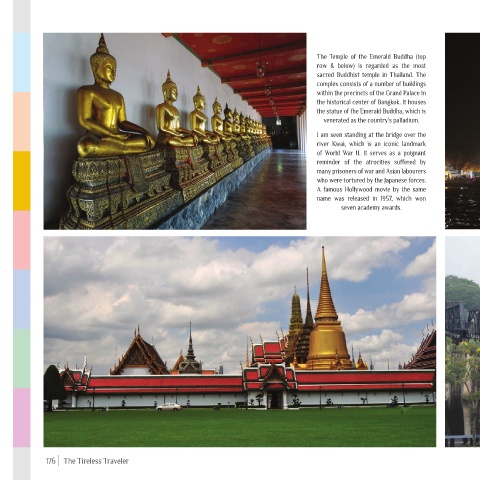 The Temple of the Emerald Buddha (top
row & below) is regarded as the most
sacred Buddhist temple in Thailand. The
complex consists of a number of buildings
within the precincts of the Grand Palace in
the historical center of Bangkok. It houses
the statue of the Emerald Buddha, which is
venerated as the country's palladium.
I am seen standing at the bridge over the
river Kwai, which is an iconic landmark
of World War II. It serves as a poignant
reminder of the atrocities suffered by
many prisoners of war and Asian labourers
who were tortured by the Japanese forces.
A famous Hollywood movie by the same
name was released in 1957, which won
seven academy awards.
176 | The Tireless Traveler